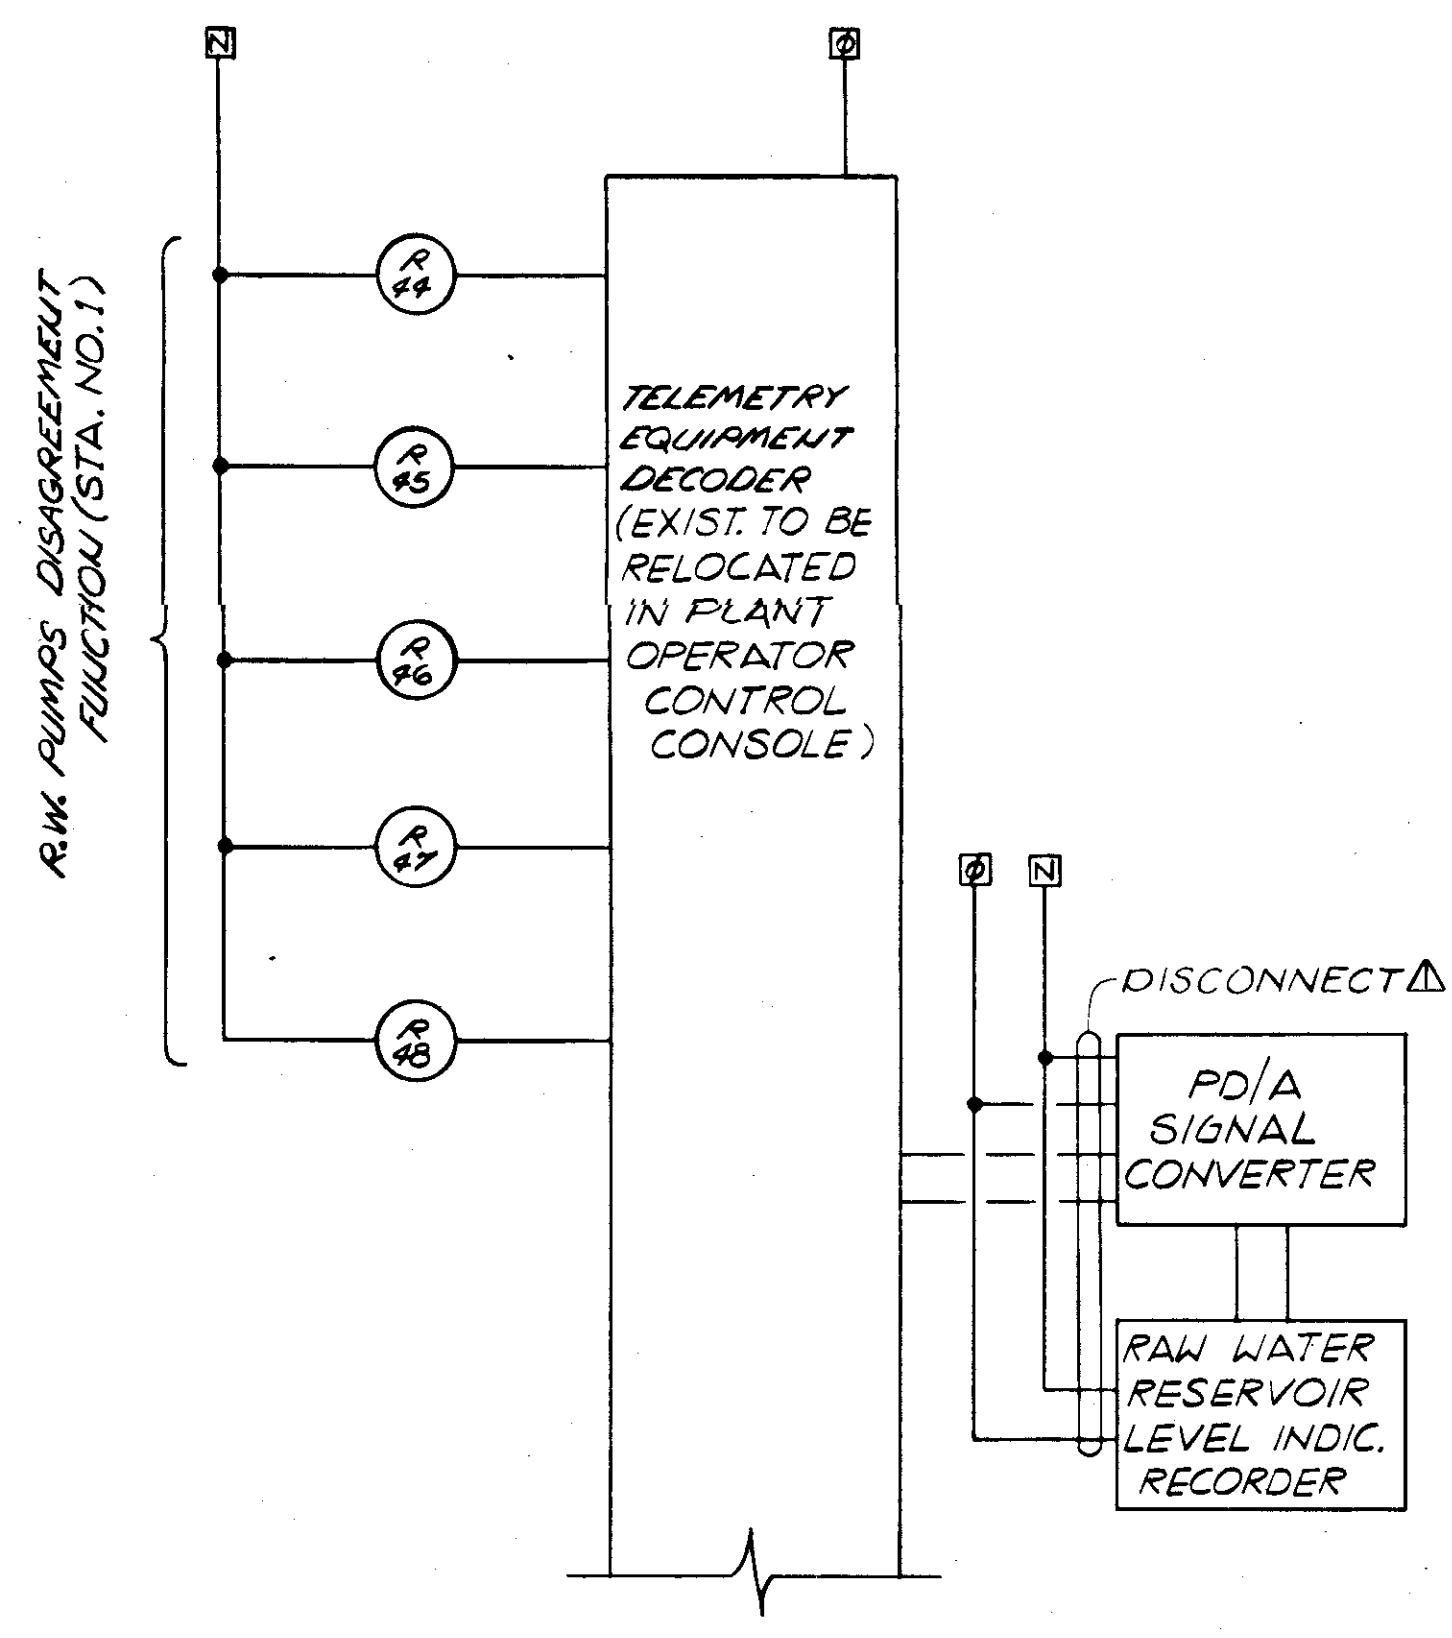 N
Ø
R.W. PUMPS DISAGREEMENT
FUNCTION (STA. NO. 1)
R
44
R
45
R
46
R
47
R
48
TELEMETRY
EQUIPMENT
DECODER
(EXIST. TO BE
RELOCATED
IN PLANT
OPERATOR
CONTROL
CONSOLE)
Ø
N
DISCONNECT 1
PD/A
SIGNAL
CONVERTER
RAW WATER
RESERVOIR
LEVEL INDIC.
RECORDER